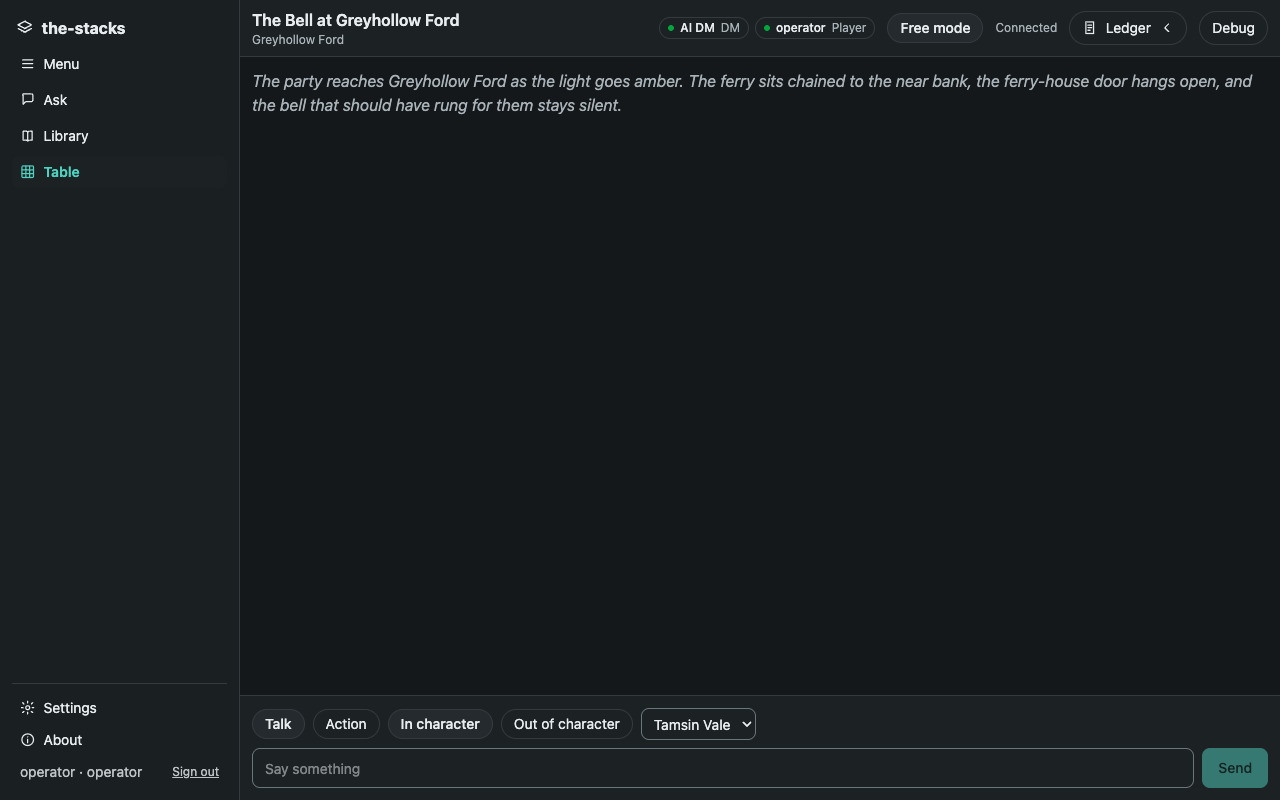 the-stacks
Menu
Ask
Library
Table
Settings
About
operator · operator
Sign out
The Bell at Greyhollow Ford
Greyhollow Ford
AI DM DM
operator Player
Free mode
Connected
Ledger
Debug
The party reaches Greyhollow Ford as the light goes amber. The ferry sits chained to the near bank, the ferry-house door hangs open, and
the bell that should have rung for them stays silent.
Talk
Action
In character
Out of character
Tamsin Vale
Say something
Send